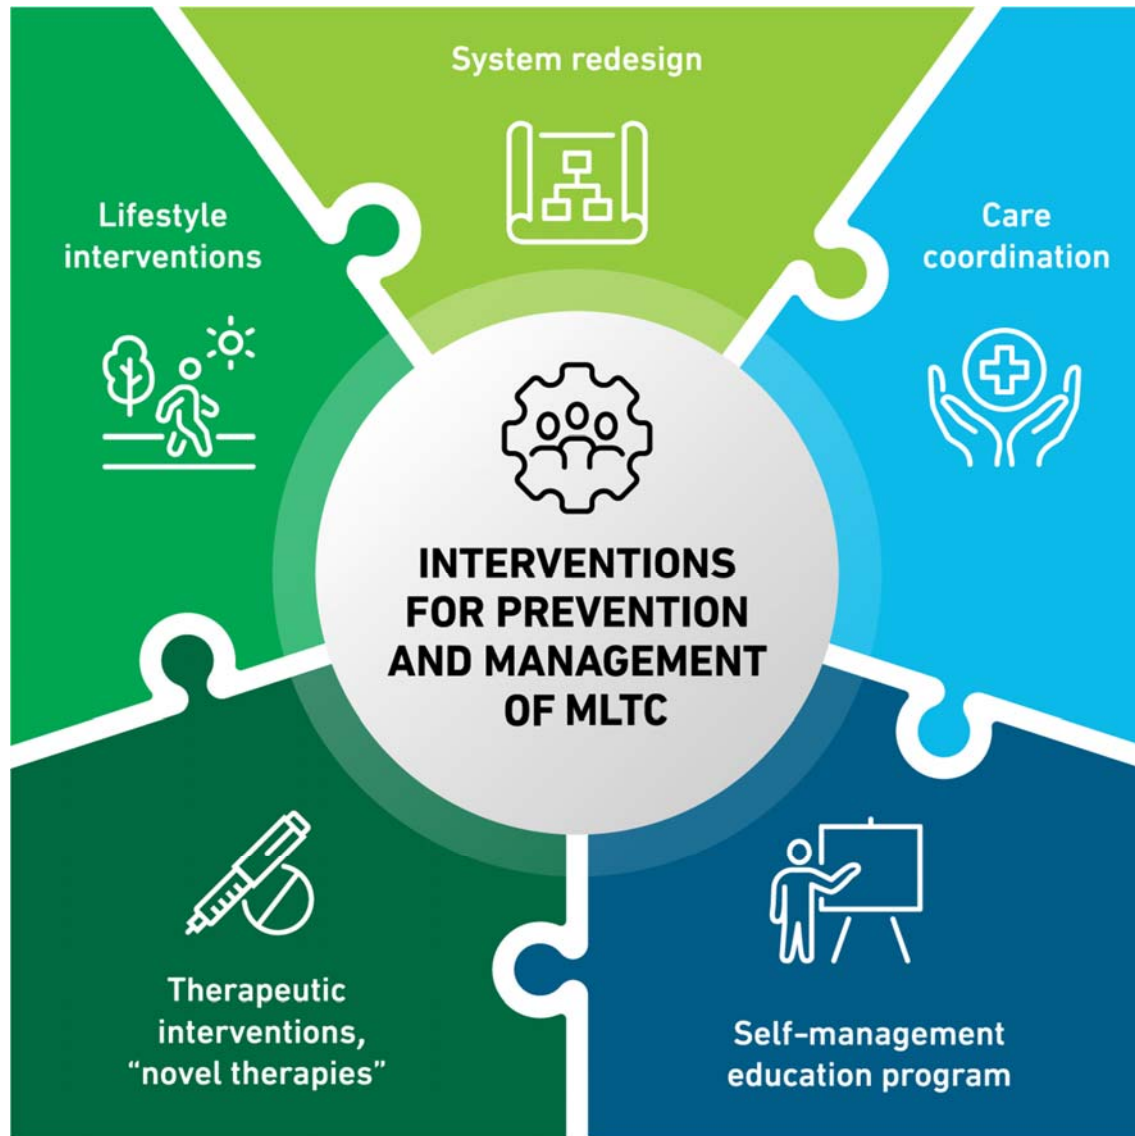 System redesign
Lifestyle
interventions
Care
coordination
INTERVENTIONS
FOR PREVENTION
AND MANAGEMENT
OF MLTC
Therapeutic
interventions,
“novel therapies”
Self-management
education program